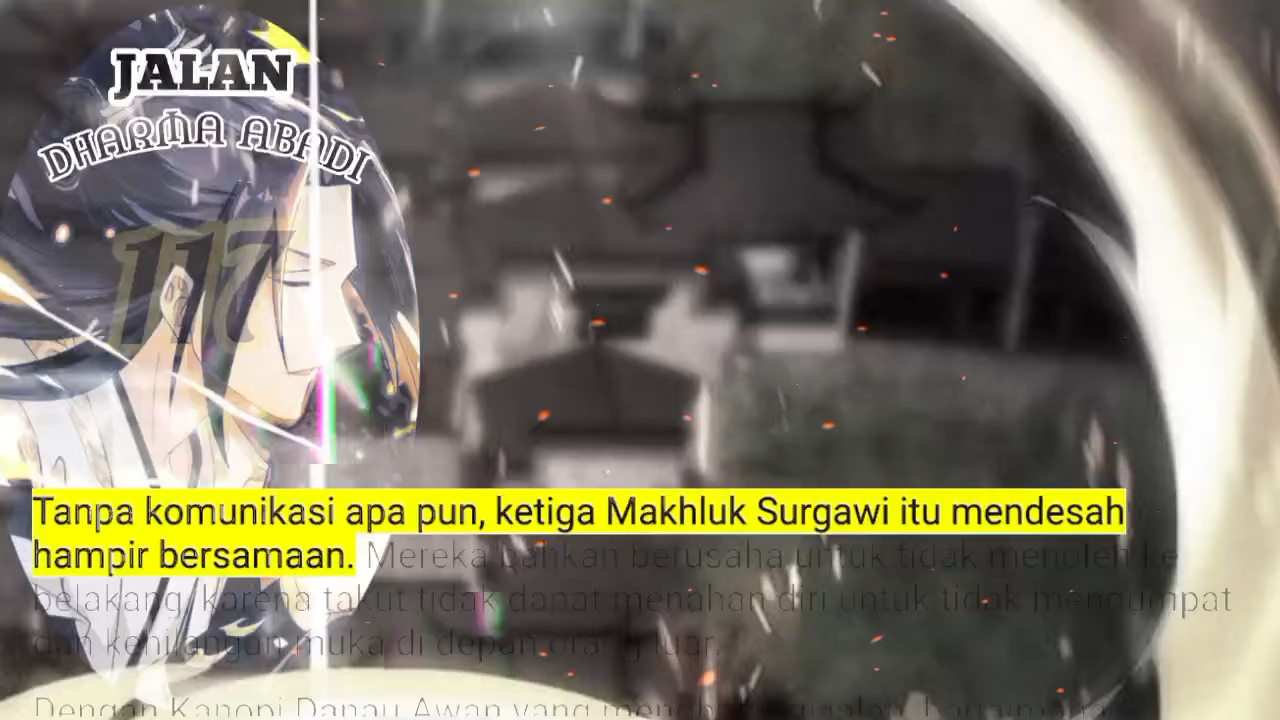 JALAN
DHARMA ABADI
117
Tanpa komunikasi apa pun, ketiga Makhluk Surgawi itu mendesah
hampir bersamaan. Mereka bahkan berusaha untuk tidak menoleh ke
belakang, karena takut tidak dapat menahan diri untuk tidak mengumpat
dan kehilangan muka di depan orang luar.
Dengan Kanopi Danau Awan yang